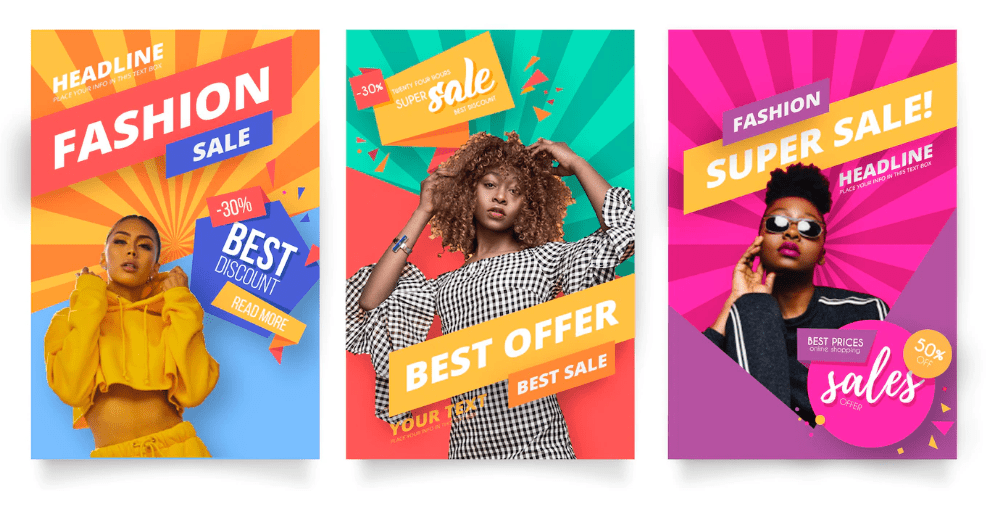 HEADLINE
PLACE YOUR INFO IN THIS TEXT BOX
FASHION
SALE
-30%
BEST
DISCOUNT
READ MORE
-30%
TWENTY FOUR HOURS
SUPER sale
BEST DISCOUNT
BEST OFFER
BEST SALE
YOUR TEXT
PLACE YOUR INFO IN THIS TEXT BOX
FASHION
SUPER SALE!
HEADLINE
PLACE YOUR INFO IN THIS TEXT BOX
BEST PRICES
online shopping
50%
OFF
sales
OFFER